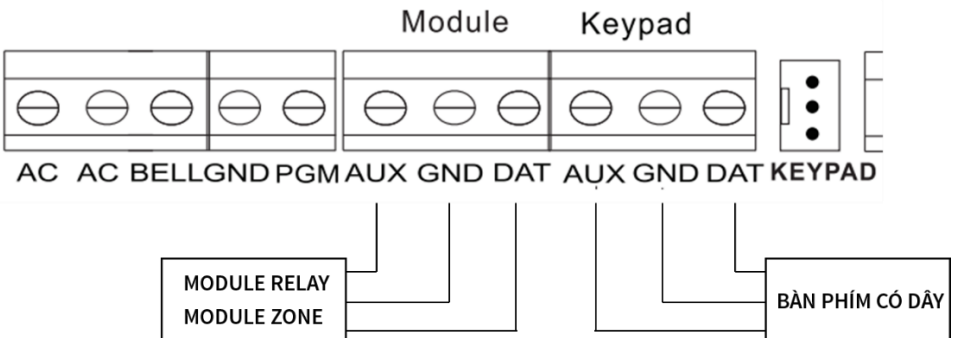 Module Keypad
AC AC BELL GND PGM AUX GND DAT AUX GND DAT KEYPAD
MODULE RELAY
MODULE ZONE
BÀN PHÍM CÓ DÂY